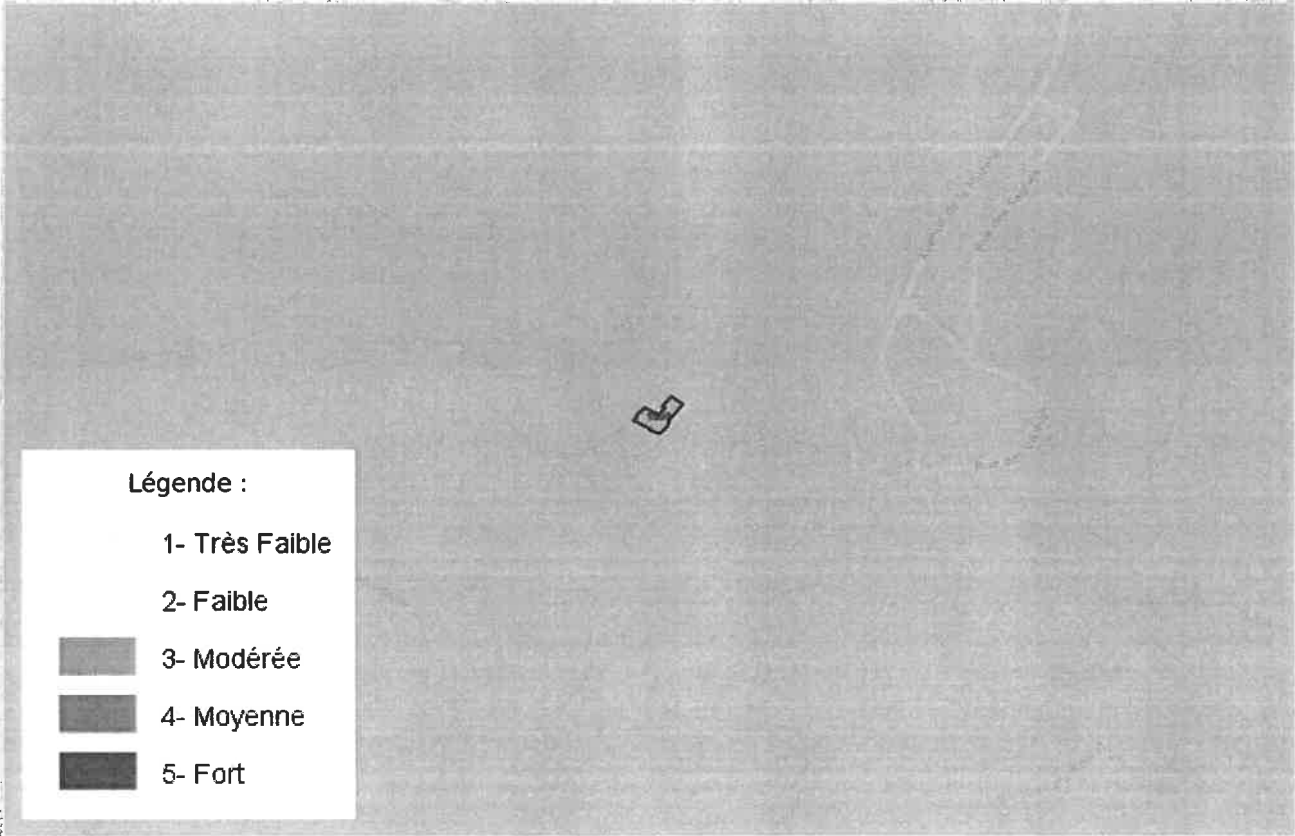 Légende :
1- Très Faible
2- Faible
3- Modérée
4- Moyenne
5- Fort